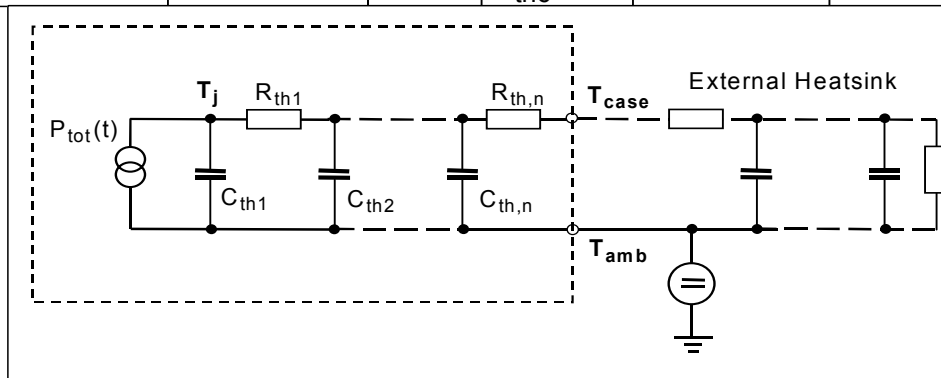 T_j R_th1 R_th,n T_case External Heatsink
P_tot(t)
C_th1 C_th2 C_th,n
T_amb